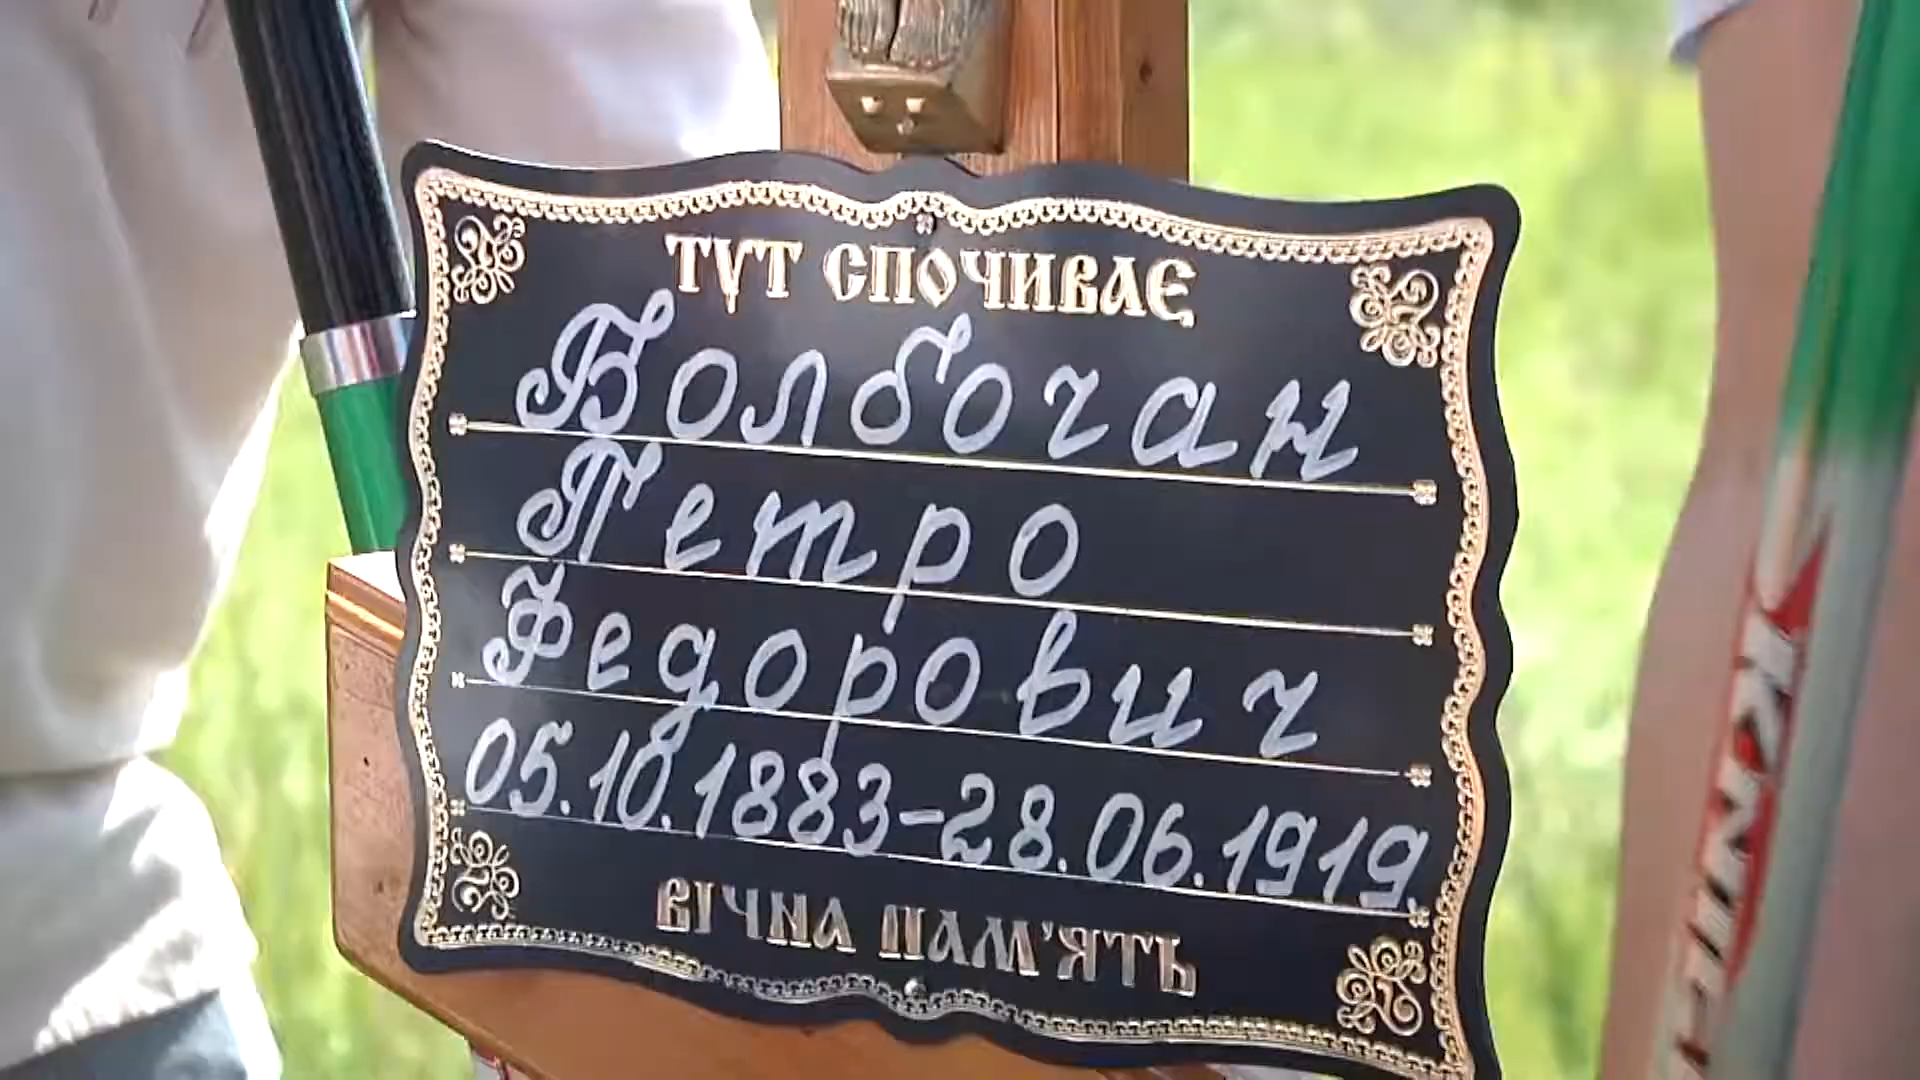 ТУТ СПОЧИВАЄ
Болбочан
Петро
Федорович
05.10.1883-28.06.1919.
ВІЧНА ПАМ'ЯТЬ